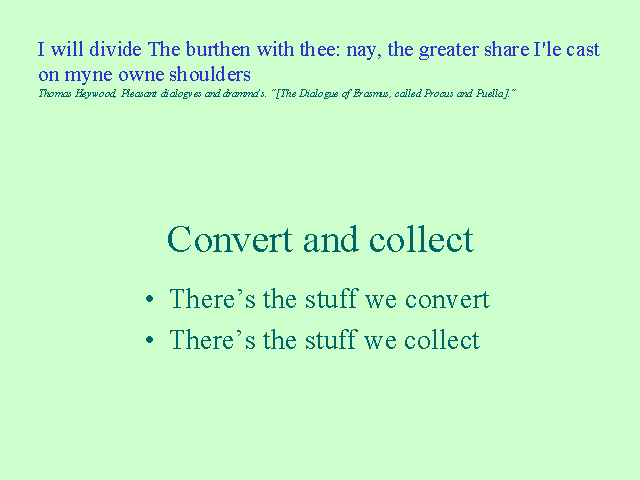 I will divide The burthen with thee: nay, the greater share I'le cast
on myne owne shoulders
Thomas Heywood, Pleasant dialogves and dramma's. "[The Dialogue of Erasmus, called Procus and Puella]."
Convert and collect
• There’s the stuff we convert
• There’s the stuff we collect